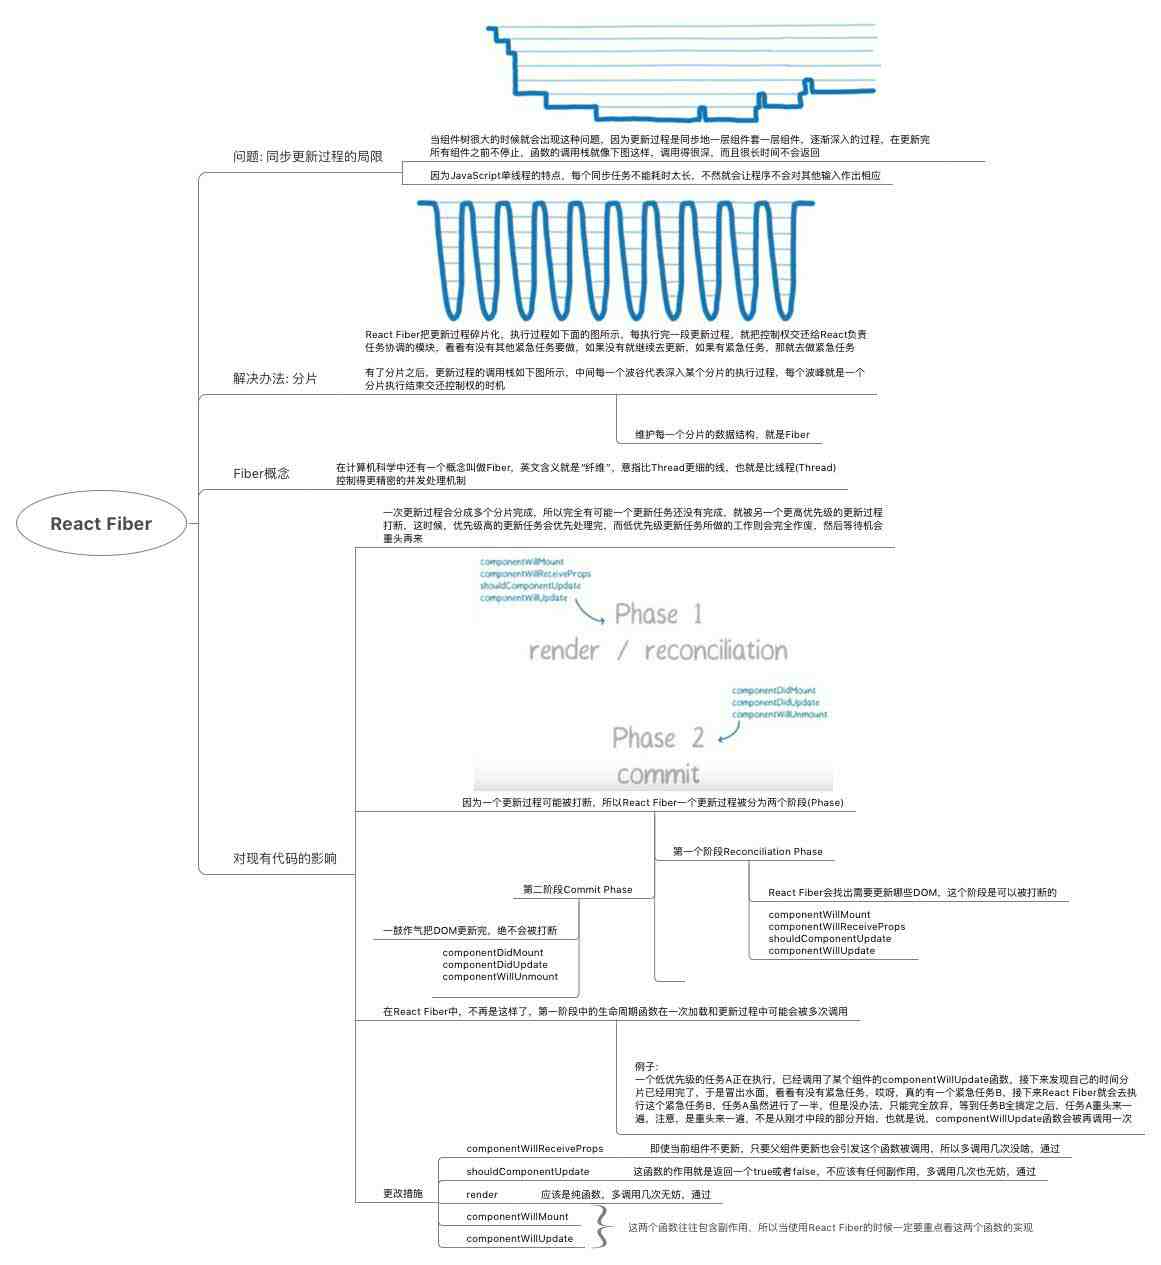 当组件树很大的时候就会出现这种问题，因为更新过程是同步地一层组件套一层组件，逐渐深入的过程，在更新完
所有组件之前不停止，函数的调用栈就像下图这样，调用得很深，而且很长时间不会返回
问题: 同步更新过程的局限
因为JavaScript单线程的特点，每个同步任务不能耗时太长，不然就会让程序不会对其他输入作出相应
React Fiber把更新过程碎片化，执行过程如下面的图所示，每执行完一段更新过程，就把控制权交还给React负责
任务协调的模块，看看有没有其他紧急任务要做，如果没有就继续去更新，如果有紧急任务，那就去做紧急任务
解决办法: 分片
有了分片之后，更新过程的调用栈如下图所示，中间每一个波谷代表深入某个分片的执行过程，每个波峰就是一个
分片执行结束交还控制权的时机
维护每一个分片的数据结构，就是Fiber
Fiber概念
在计算机科学中还有一个概念叫做Fiber，英文含义就是“纤维”，意指比Thread更细的线，也就是比线程(Thread)
控制得更精密的并发处理机制
React Fiber
一次更新过程会分成多个分片完成，所以完全有可能一个更新任务还没有完成，就被另一个更高优先级的更新过程
打断，这时候，优先级高的更新任务会优先处理完，而低优先级更新任务所做的工作则会完全作废，然后等待机会
重头再来
componentWillMount
componentWillReceiveProps
shouldComponentUpdate
componentWillUpdate
Phase 1
render / reconciliation
componentDidMount
componentDidUpdate
componentWillUnmount
Phase 2
commit
因为一个更新过程可能被打断，所以React Fiber一个更新过程被分为两个阶段(Phase)
对现有代码的影响
第一个阶段Reconciliation Phase
React Fiber会找出需要更新哪些DOM，这个阶段是可以被打断的
componentWillMount
componentWillReceiveProps
shouldComponentUpdate
componentWillUpdate
第二阶段Commit Phase
一鼓作气把DOM更新完，绝不会被打断
componentDidMount
componentDidUpdate
componentWillUnmount
在React Fiber中，不再是这样了，第一阶段中的生命周期函数在一次加载和更新过程中可能会被多次调用
例子:
一个低优先级的任务A正在执行，已经调用了某个组件的componentWillUpdate函数，接下来发现自己的时间分
片已经用完了，于是冒出水面，看看有没有紧急任务，哎呀，真的有一个紧急任务B，接下来React Fiber就会去执
行这个紧急任务B，任务A虽然进行了一半，但是没办法，只能完全放弃，等到任务B全搞定之后，任务A重头来一
遍，注意，是重头来一遍，不是从刚才中段的部分开始，也就是说，componentWillUpdate函数会被再调用一次
更改措施
componentWillReceiveProps 即使当前组件不更新，只要父组件更新也会引发这个函数被调用，所以多调用几次没啥，通过
shouldComponentUpdate 这函数的作用就是返回一个true或者false，不应该有任何副作用，多调用几次也无妨，通过
render 应该是纯函数，多调用几次无妨，通过
componentWillMount
componentWillUpdate
这两个函数往往包含副作用，所以当使用React Fiber的时候一定要重点看这两个函数的实现